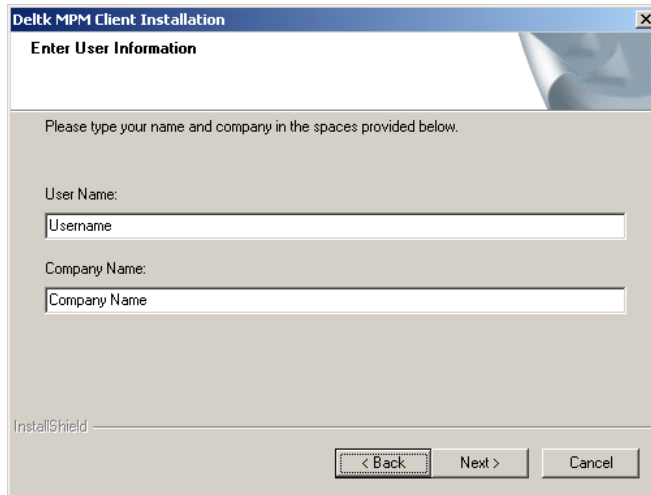 Deltk MPM Client Installation
Enter User Information
Please type your name and company in the spaces provided below.
User Name:
Username
Company Name:
Company Name
InstallShield
< Back
Next >
Cancel